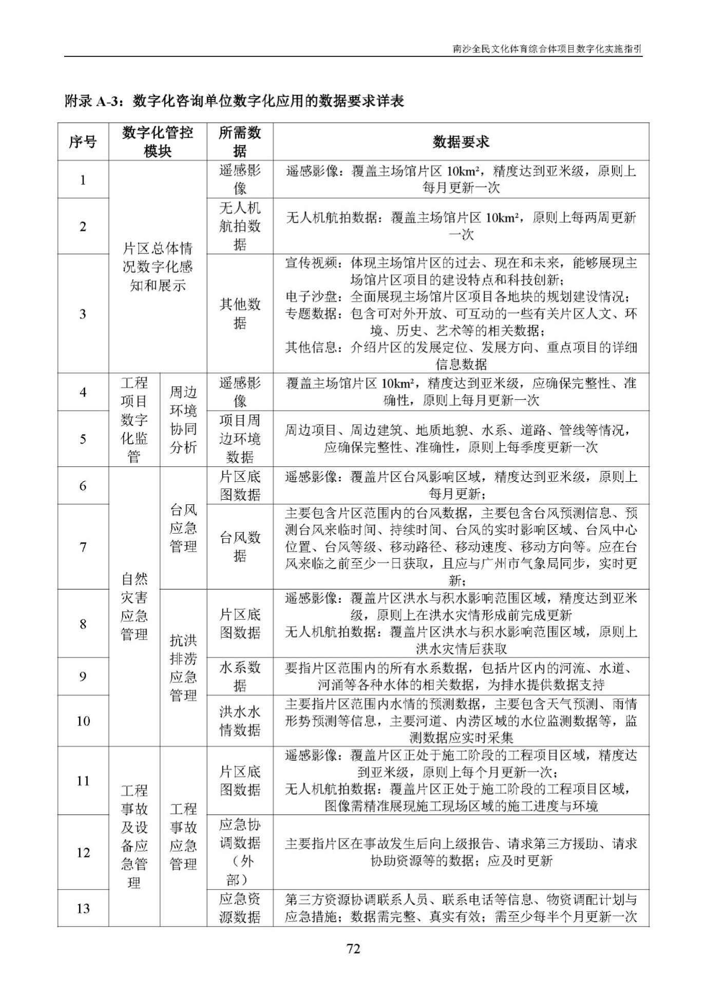 南沙全民文化体育综合体项目数字化实施指引
附录 A-3：数字化咨询单位数字化应用的数据要求详表
序号
数字化管控
模块
所需数
据
数据要求
1
片区总体情
况数字化感
知和展示
遥感影
像
遥感影像：覆盖主场馆片区 10km²，精度达到亚米级，原则上
每月更新一次
2
无人机
航拍数
据
无人机航拍数据：覆盖主场馆片区 10km²，原则上每两周更新
一次
3
其他数
据
宣传视频：体现主场馆片区的过去、现在和未来，能够展现主
场馆片区项目的建设特点和科技创新；
电子沙盘：全面展现主场馆片区项目各地块的规划建设情况；
专题数据：包含可对外开放、可互动的一些有关片区人文、环
境、历史、艺术等的相关数据；
其他信息：介绍片区的发展定位、发展方向、重点项目的详细
信息数据
4
工程
项目
数字
化监
管
周边
环境
协同
分析
遥感影
像
覆盖主场馆片区 10km²，精度达到亚米级，应确保完整性、准
确性，原则上每月更新一次
5
项目周
边环境
数据
周边项目、周边建筑、地质地貌、水系、道路、管线等情况，
应确保完整性、准确性，原则上每季度更新一次
6
自然
灾害
应急
管理
台风
应急
管理
片区底
图数据
遥感影像：覆盖片区台风影响区域，精度达到亚米级，原则上
每月更新；
7
台风数
据
主要包含片区范围内的台风数据，主要包含台风预测信息、预
测台风来临时间、持续时间、台风的实时影响区域、台风中心
位置、台风等级、移动路径、移动速度、移动方向等。应在台
风来临之前至少一日获取，且应与广州市气象局同步，实时更
新；
8
抗洪
排涝
应急
管理
片区底
图数据
遥感影像：覆盖片区洪水与积水影响范围区域，精度达到亚米
级，原则上在洪水灾情形成前完成更新
无人机航拍数据：覆盖片区洪水与积水影响范围区域，原则上
洪水灾情后获取
9
水系数
据
要指片区范围内的所有水系数据，包括片区内的河流、水道、
河涌等各种水体的相关数据，为排水提供数据支持
10
洪水水
情数据
主要指片区范围内水情的预测数据，主要包含天气预测、雨情
形势预测等信息，主要河道、内涝区域的水位监测数据等，监
测数据应实时采集
11
工程
事故
及设
备应
急管
理
工程
事故
应急
管理
片区底
图数据
遥感影像：覆盖片区正处于施工阶段的工程项目区域，精度达
到亚米级，原则上每个月更新一次；
无人机航拍数据：覆盖片区正处于施工阶段的工程项目区域，
图像需精准展现施工现场区域的施工进度与环境
12
应急协
调数据
（外
部）
主要指片区在事故发生后向上级报告、请求第三方援助、请求
协助资源等的数据；应及时更新
13
应急资
源数据
第三方资源协调联系人员、联系电话等信息、物资调配计划与
应急措施；数据需完整、真实有效；需至少每半个月更新一次
72